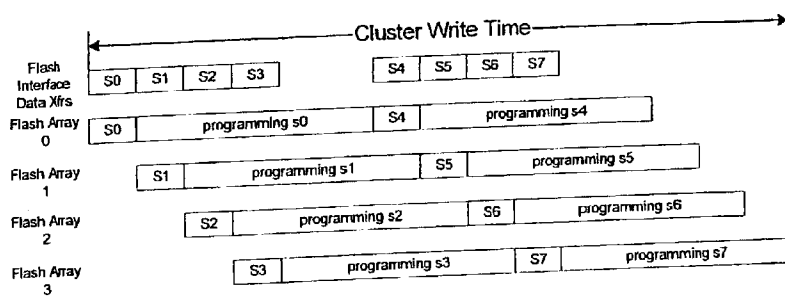 Cluster Write Time
Flash
Interface
Data Xfrs
S0 S1 S2 S3 S4 S5 S6 S7
Flash Array
0
S0 programming s0 S4 programming s4
Flash Array
1
S1 programming s1 S5 programming s5
Flash Array
2
S2 programming s2 S6 programming s6
Flash Array
3
S3 programming s3 S7 programming s7